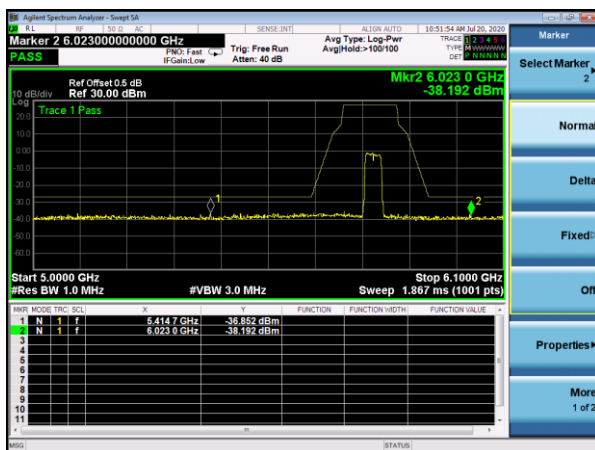 Agilent Spectrum Analyzer - Swept SA
RL RF 50 Ω AC SENSE:INT ALIGN AUTO 10:51:54 AM Jul 20, 2020
Marker 2 6.023000000000 GHz
PASS
PNO: Fast
IFGain:Low
Trig: Free Run
Atten: 40 dB
Avg Type: Log-Pwr
Avg|Hold:>100/100
TRACE 1 2 3 4 5 6
TYPE M W W W W W
DET P N N N N N
Ref Offset 0.5 dB
10 dB/div Ref 30.00 dBm
Log
Mkr2 6.023 0 GHz
-38.192 dBm
Trace 1 Pass
20.0
10.0
0.00
-10.0
-20.0
-30.0
-40.0
-50.0
-60.0
1
2
Start 5.0000 GHz
Stop 6.1000 GHz
#Res BW 1.0 MHz #VBW 3.0 MHz Sweep 1.867 ms (1001 pts)
MKR MODE TRC SCL X Y FUNCTION FUNCTION WIDTH FUNCTION VALUE
1 N 1 f 5.414 7 GHz -36.852 dBm
2 N 1 f 6.023 0 GHz -38.192 dBm
3
4
5
6
7
8
9
10
11
MSG STATUS
Marker
Select Marker
2
Normal
Delta
Fixed
Off
Properties
More
1 of 2